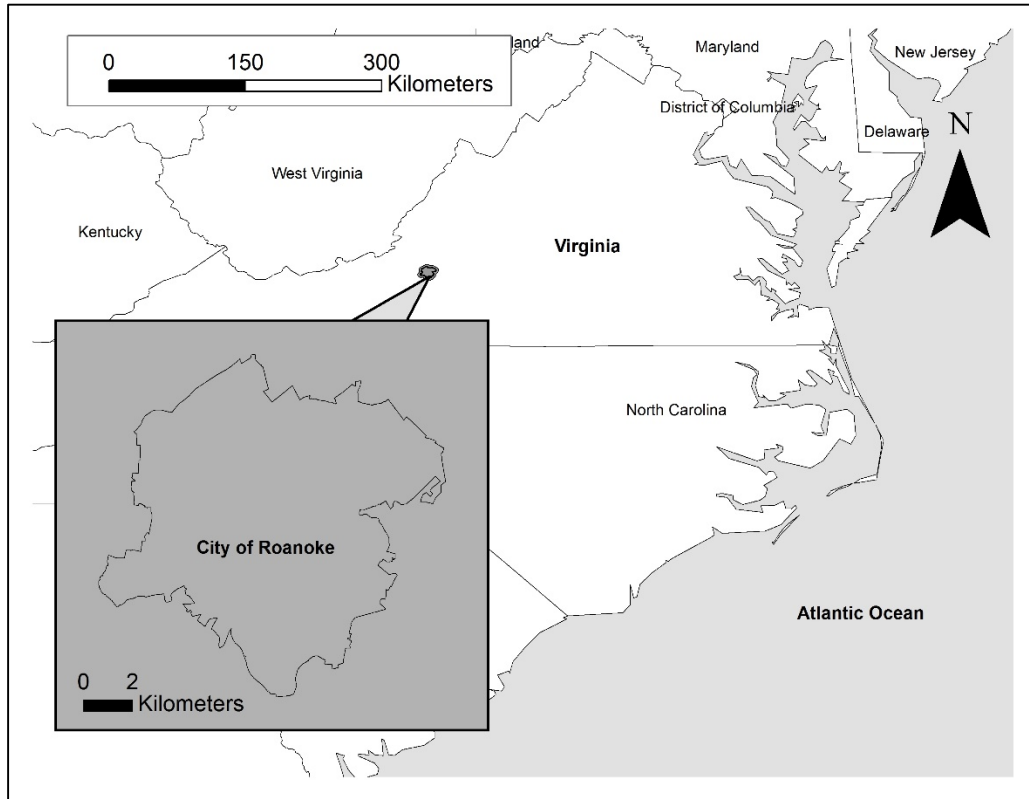 0 150 300
Kilometers
land
Maryland
New Jersey
District of Columbia
Delaware
N
West Virginia
Kentucky
Virginia
North Carolina
City of Roanoke
Atlantic Ocean
0 2
Kilometers